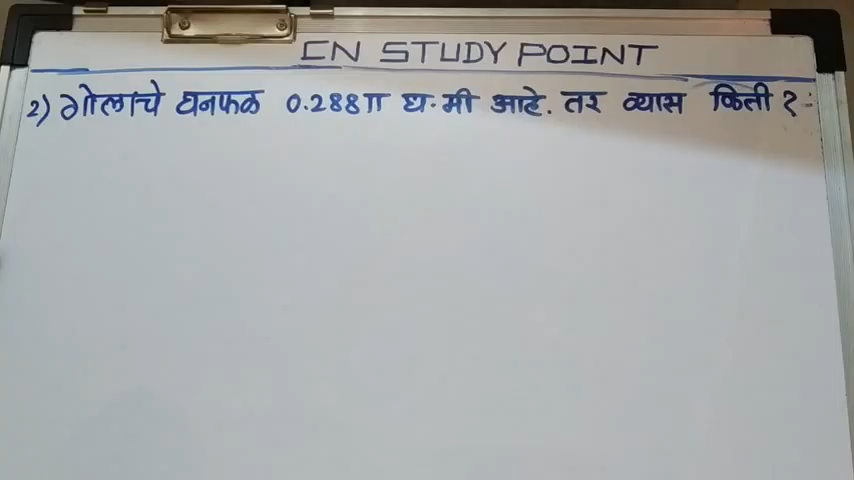 CN STUDY POINT
2) गोलाचे घनफळ 0.288π घ.मी आहे. तर व्यास किती ?